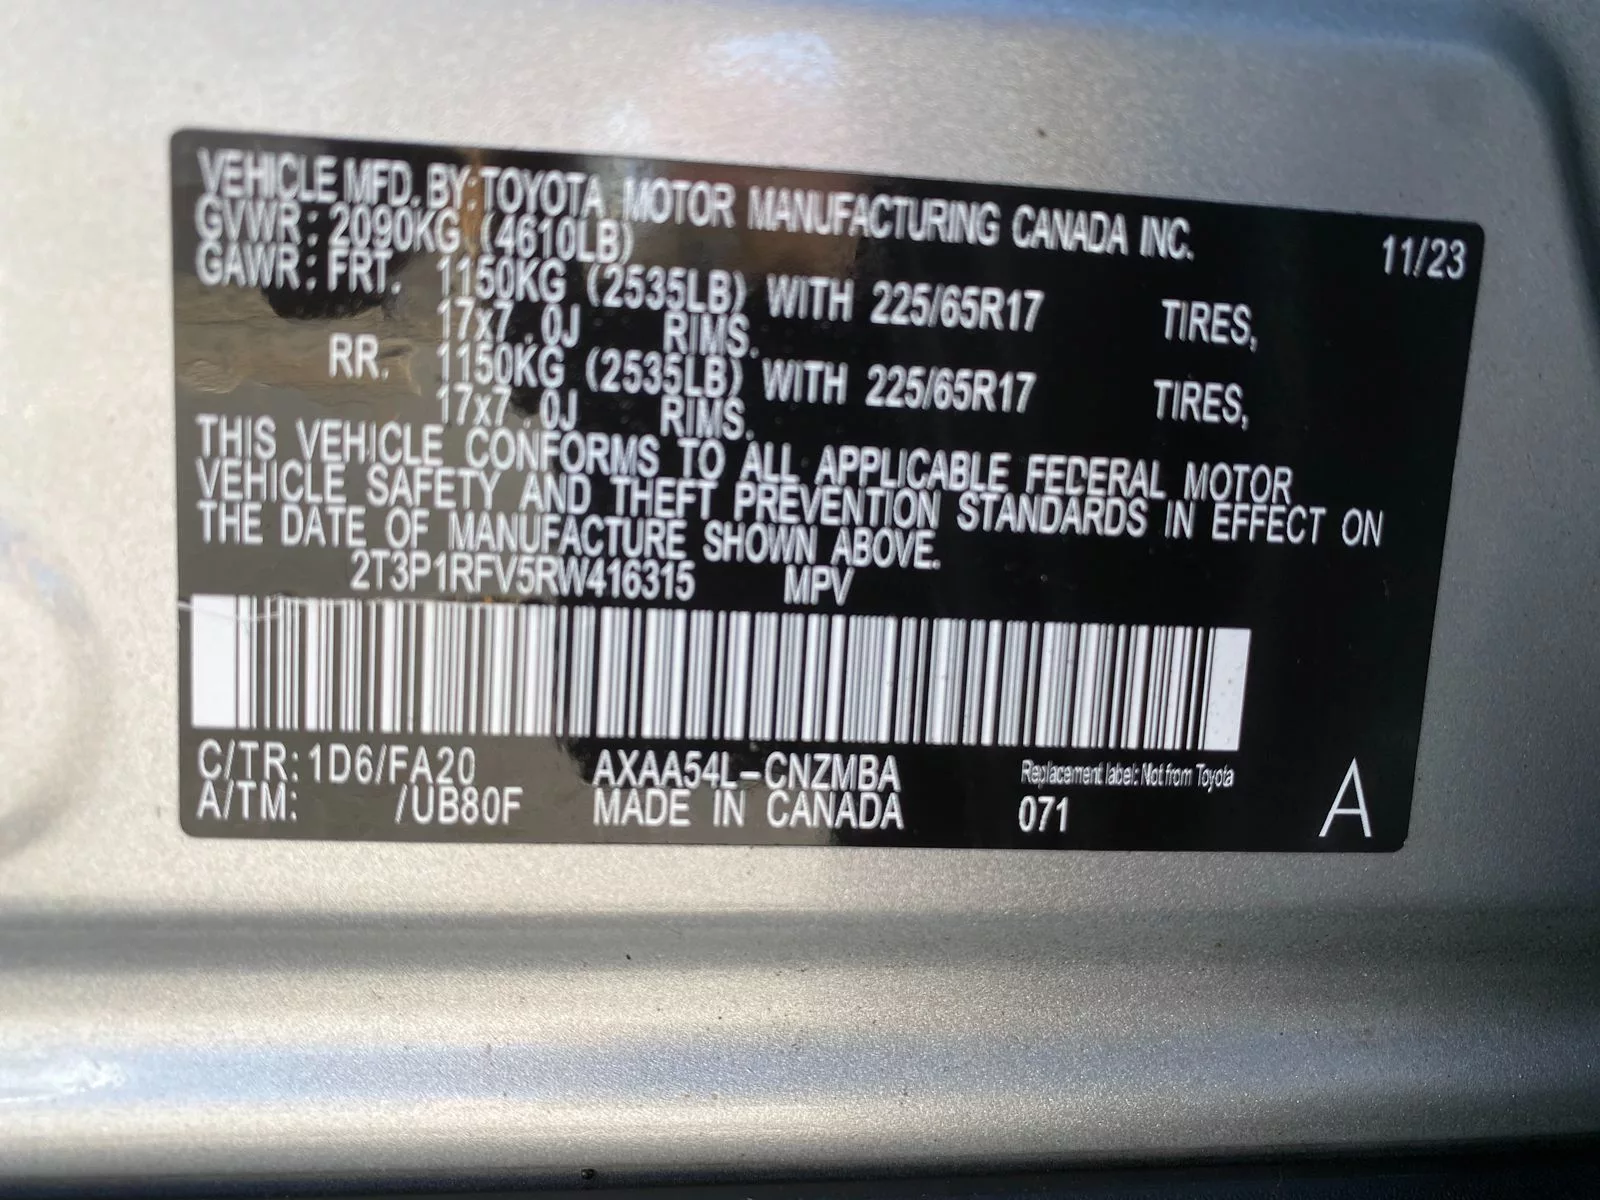 VEHICLE MFD. BY: TOYOTA MOTOR MANUFACTURING CANADA INC. 11/23
GVWR: 2090KG (4610LB)
GAWR: FRT. 1150KG (2535LB) WITH 225/65R17 TIRES,
17x7.0J RIMS.
RR. 1150KG (2535LB) WITH 225/65R17 TIRES,
17x7.0J RIMS.
THIS VEHICLE CONFORMS TO ALL APPLICABLE FEDERAL MOTOR
VEHICLE SAFETY AND THEFT PREVENTION STANDARDS IN EFFECT ON
THE DATE OF MANUFACTURE SHOWN ABOVE.
2T3P1RFV5RW416315 MPV
C/TR: 1D6/FA20 AXAA54L-CNZMBA Replacement label: Not from Toyota
A/TM: /UB80F MADE IN CANADA 071 A